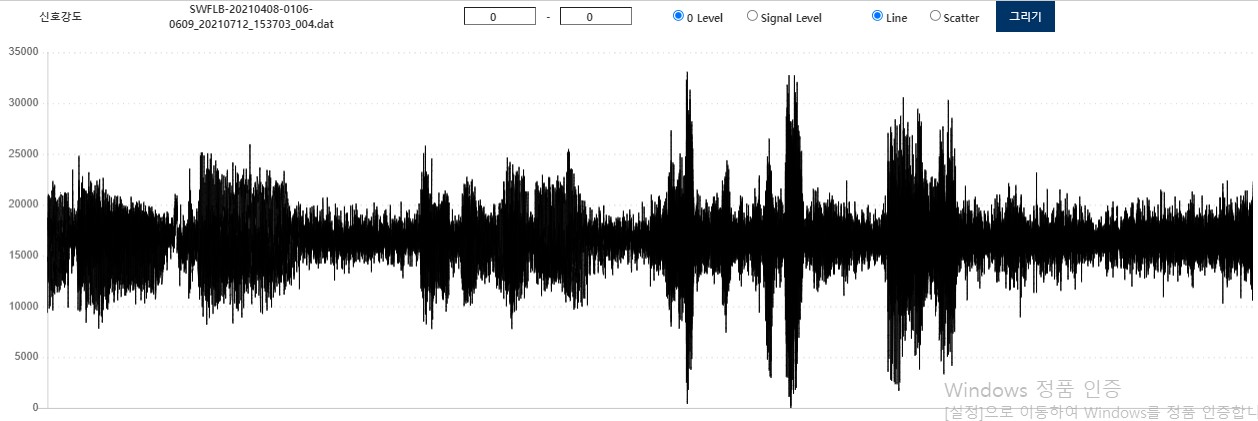 신호강도
SWFLB-20210408-0106-
0609_20210712_153703_004.dat
0 - 0
0 Level Signal Level
Line Scatter
그리기
35000
30000
25000
20000
15000
10000
5000
0
Windows 정품 인증
[설정]으로 이동하여 Windows를 정품 인증합니